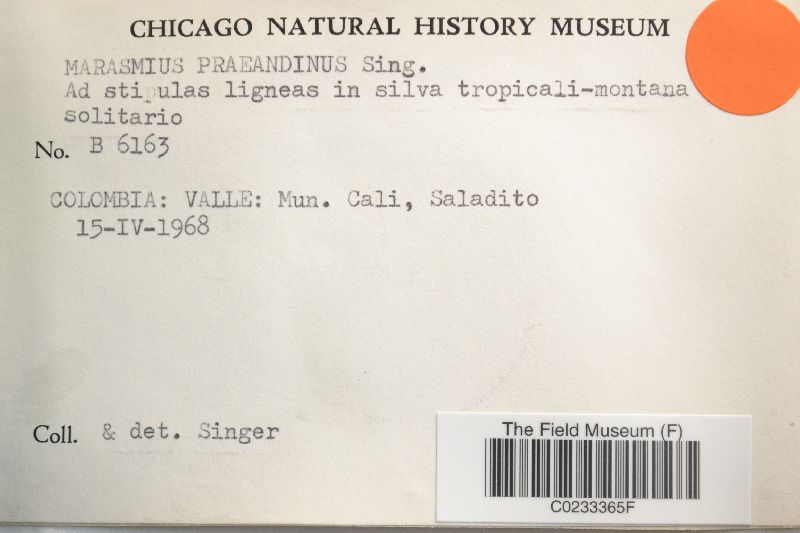 CHICAGO NATURAL HISTORY MUSEUM
MARASMIUS PRAEANDINUS Sing.
Ad stipulas ligneas in silva tropicali-montana
solitario
No. B 6163
COLOMBIA: VALLE: Mun. Cali, Saladito
15-IV-1968
Coll. & det. Singer
The Field Museum (F)
C0233365F